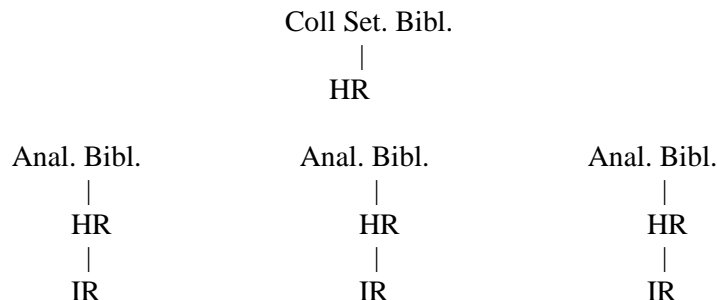 Coll Set. Bibl.
|
HR
Anal. Bibl. Anal. Bibl. Anal. Bibl.
| | |
HR HR HR
| | |
IR IR IR